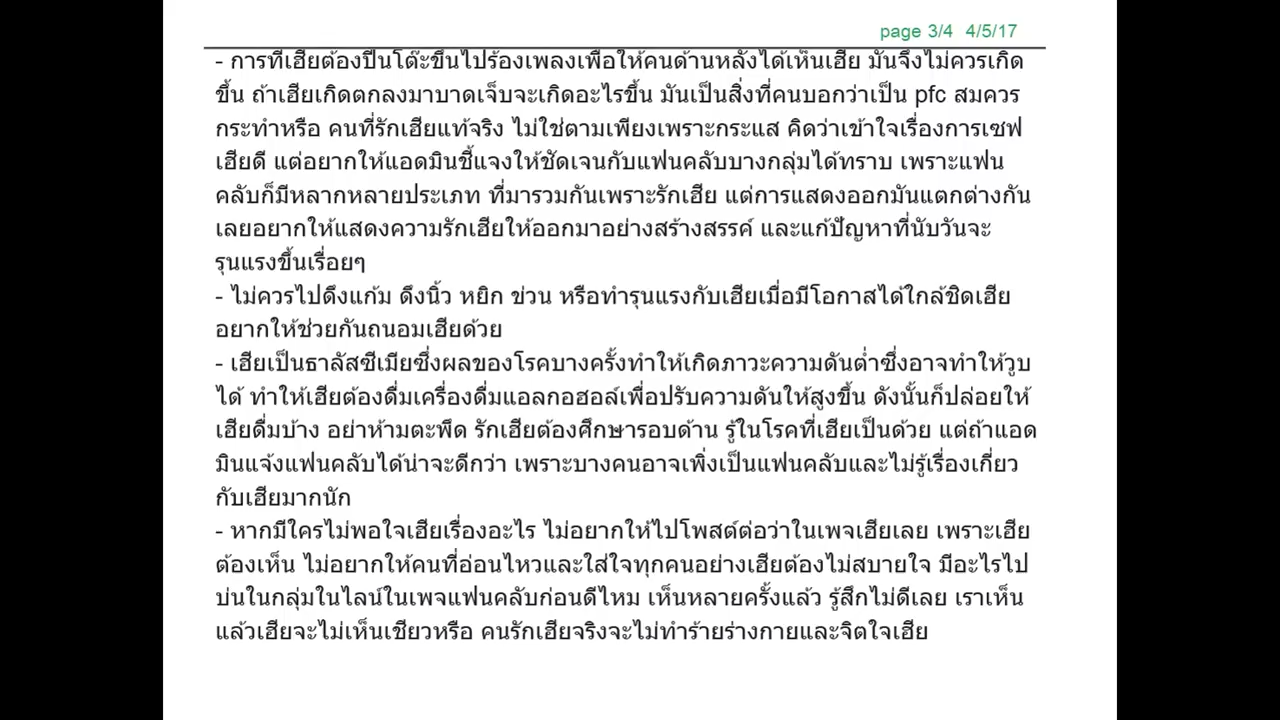 page 3/4  4/5/17
- การที่เฮียต้องปีนโต๊ะขึ้นไปร้องเพลงเพื่อให้คนด้านหลังได้เห็นเฮีย มันจึงไม่ควรเกิด
ขึ้น ถ้าเฮียเกิดตกลงมาบาดเจ็บจะเกิดอะไรขึ้น มันเป็นสิ่งที่คนบอกว่าเป็น pfc สมควร
กระทำหรือ คนที่รักเฮียแท้จริง ไม่ใช่ตามเพียงเพราะกระแส คิดว่าเข้าใจเรื่องการเซฟ
เฮียดี แต่อยากให้แอดมินชี้แจงให้ชัดเจนกับแฟนคลับบางกลุ่มได้ทราบ เพราะแฟน
คลับก็มีหลากหลายประเภท ที่มารวมกันเพราะรักเฮีย แต่การแสดงออกมันแตกต่างกัน
เลยอยากให้แสดงความรักเฮียให้ออกมาอย่างสร้างสรรค์ และแก้ปัญหาที่นับวันจะ
รุนแรงขึ้นเรื่อยๆ
- ไม่ควรไปดึงแก้ม ดึงนิ้ว หยิก ข่วน หรือทำรุนแรงกับเฮียเมื่อมีโอกาสได้ใกล้ชิดเฮีย
อยากให้ช่วยกันถนอมเฮียด้วย
- เฮียเป็นธาลัสซีเมียซึ่งผลของโรคบางครั้งทำให้เกิดภาวะความดันต่ำซึ่งอาจทำให้วูบ
ได้ ทำให้เฮียต้องดื่มเครื่องดื่มแอลกอฮอล์เพื่อปรับความดันให้สูงขึ้น ดังนั้นก็ปล่อยให้
เฮียดื่มบ้าง อย่าห้ามตะพึด รักเฮียต้องศึกษารอบด้าน รู้ในโรคที่เฮียเป็นด้วย แต่ถ้าแอด
มินแจ้งแฟนคลับได้น่าจะดีกว่า เพราะบางคนอาจเพิ่งเป็นแฟนคลับและไม่รู้เรื่องเกี่ยว
กับเฮียมากนัก
- หากมีใครไม่พอใจเฮียเรื่องอะไร ไม่อยากให้ไปโพสต์ต่อว่าในเพจเฮียเลย เพราะเฮีย
ต้องเห็น ไม่อยากให้คนที่อ่อนไหวและใส่ใจทุกคนอย่างเฮียต้องไม่สบายใจ มีอะไรไป
บ่นในกลุ่มในไลน์ในเพจแฟนคลับก่อนดีไหม เห็นหลายครั้งแล้ว รู้สึกไม่ดีเลย เราเห็น
แล้วเฮียจะไม่เห็นเชียวหรือ คนรักเฮียจริงจะไม่ทำร้ายร่างกายและจิตใจเฮีย